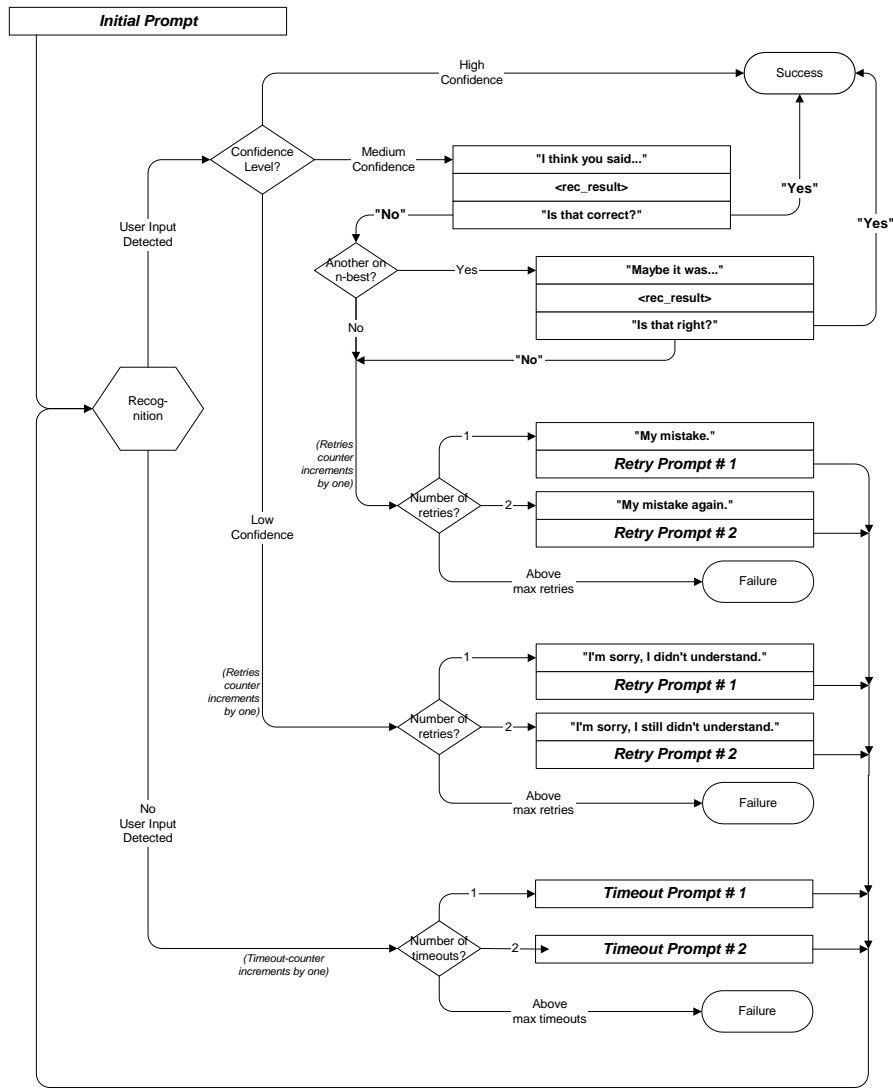 Initial Prompt
High
Confidence
Success
Confidence
Level?
Medium
Confidence
"I think you said..."
<rec_result>
"Is that correct?"
"Yes"
"No"
"Yes"
User Input
Detected
Another on
n-best?
Yes
"Maybe it was..."
<rec_result>
"Is that right?"
No
"No"
Recog-
nition
(Retries
counter
increments
by one)
Number of
retries?
1
"My mistake."
Retry Prompt # 1
2
"My mistake again."
Retry Prompt # 2
Above
max retries
Failure
Low
Confidence
(Retries
counter
increments
by one)
Number of
retries?
1
"I'm sorry, I didn't understand."
Retry Prompt # 1
2
"I'm sorry, I still didn't understand."
Retry Prompt # 2
Above
max retries
Failure
No
User Input
Detected
(Timeout-counter
increments by one)
Number of
timeouts?
1
Timeout Prompt # 1
2
Timeout Prompt # 2
Above
max timeouts
Failure